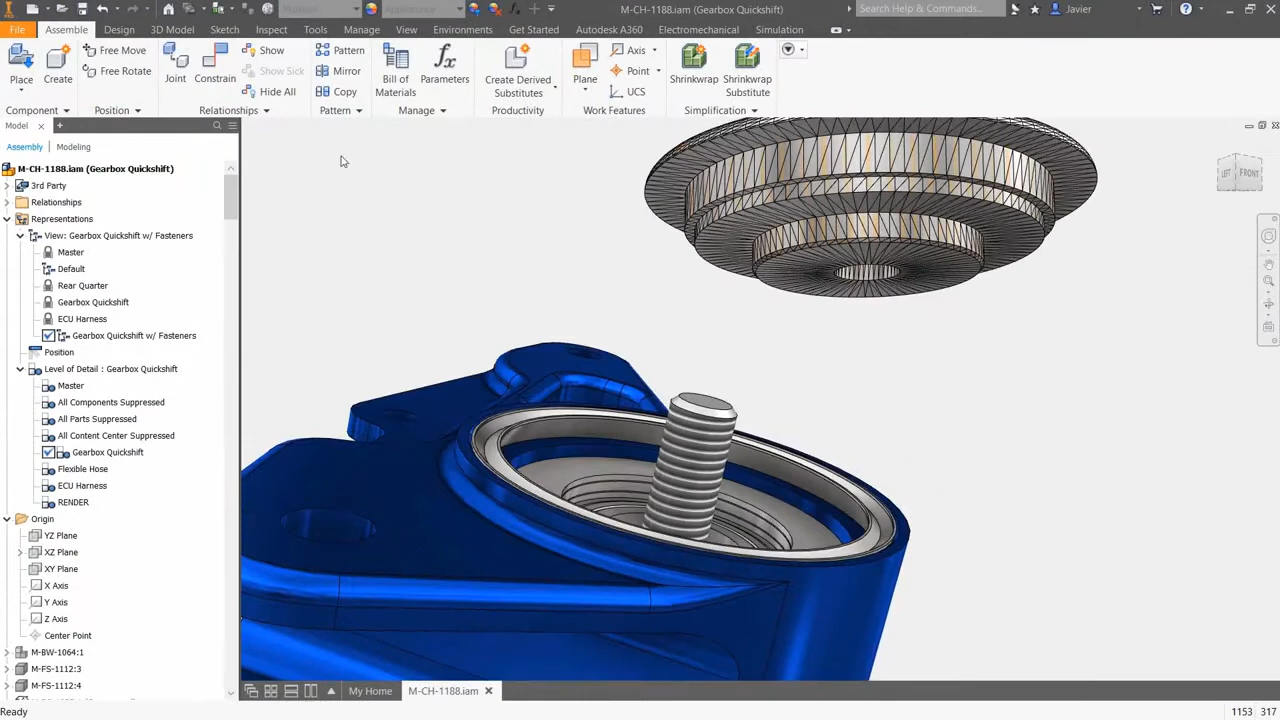 Material
Appearance
M-CH-1188.iam (Gearbox Quickshift)
Search Help & Commands...
Javier
File Assembly Design 3D Model Sketch Inspect Tools Manage View Environments Get Started Autodesk A360 Electromechanical Simulation
Place
Create
Free Move
Free Rotate
Joint
Constrain
Show
Show Sick
Hide All
Pattern
Mirror
Copy
Bill of
Materials
Parameters
Create Derived
Substitutes
Plane
Axis
Point
UCS
Shrinkwrap
Shrinkwrap
Substitute
Component Position Relationships Pattern Manage Productivity Work Features Simplification
Model
Assembly Modeling
M-CH-1188.iam (Gearbox Quickshift)
3rd Party
Relationships
Representations
View: Gearbox Quickshift w/ Fasteners
Master
Default
Rear Quarter
Gearbox Quickshift
ECU Harness
Gearbox Quickshift w/ Fasteners
Position
Level of Detail : Gearbox Quickshift
Master
All Components Suppressed
All Parts Suppressed
All Content Center Suppressed
Gearbox Quickshift
Flexible Hose
ECU Harness
RENDER
Origin
YZ Plane
XZ Plane
XY Plane
X Axis
Y Axis
Z Axis
Center Point
M-BW-1064:1
M-FS-1112:3
M-FS-1112:4
LEFT FRONT
My Home M-CH-1188.iam
Ready
1153 317